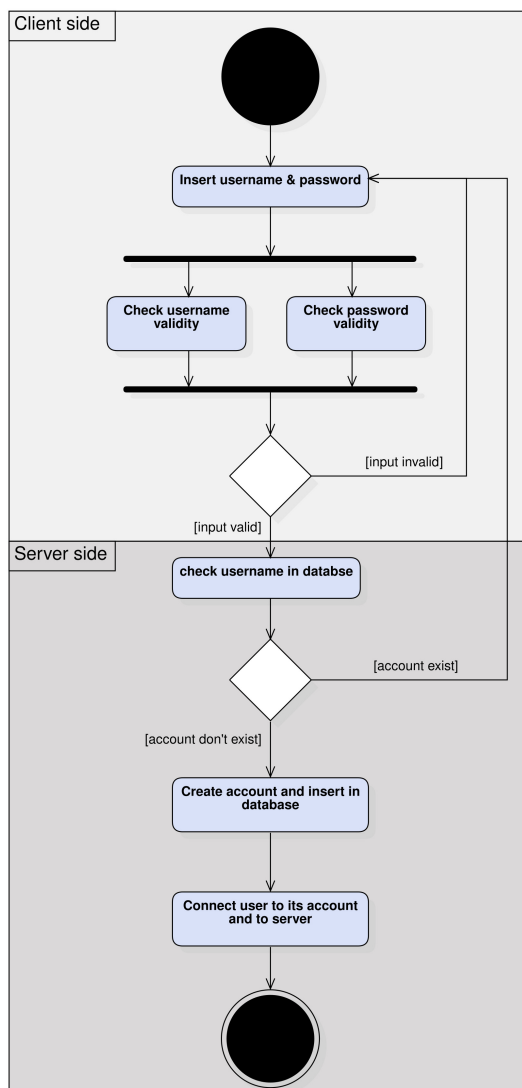 Client side
Insert username & password
Check username
validity
Check password
validity
[input invalid]
[input valid]
Server side
check username in databse
[account exist]
[account don't exist]
Create account and insert in
database
Connect user to its account
and to server